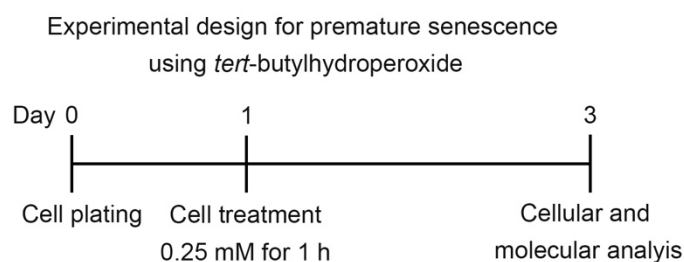 Experimental design for premature senescence
using tert-butylhydroperoxide
Day 0 1 3
Cell plating Cell treatment Cellular and
0.25 mM for 1 h molecular analyis